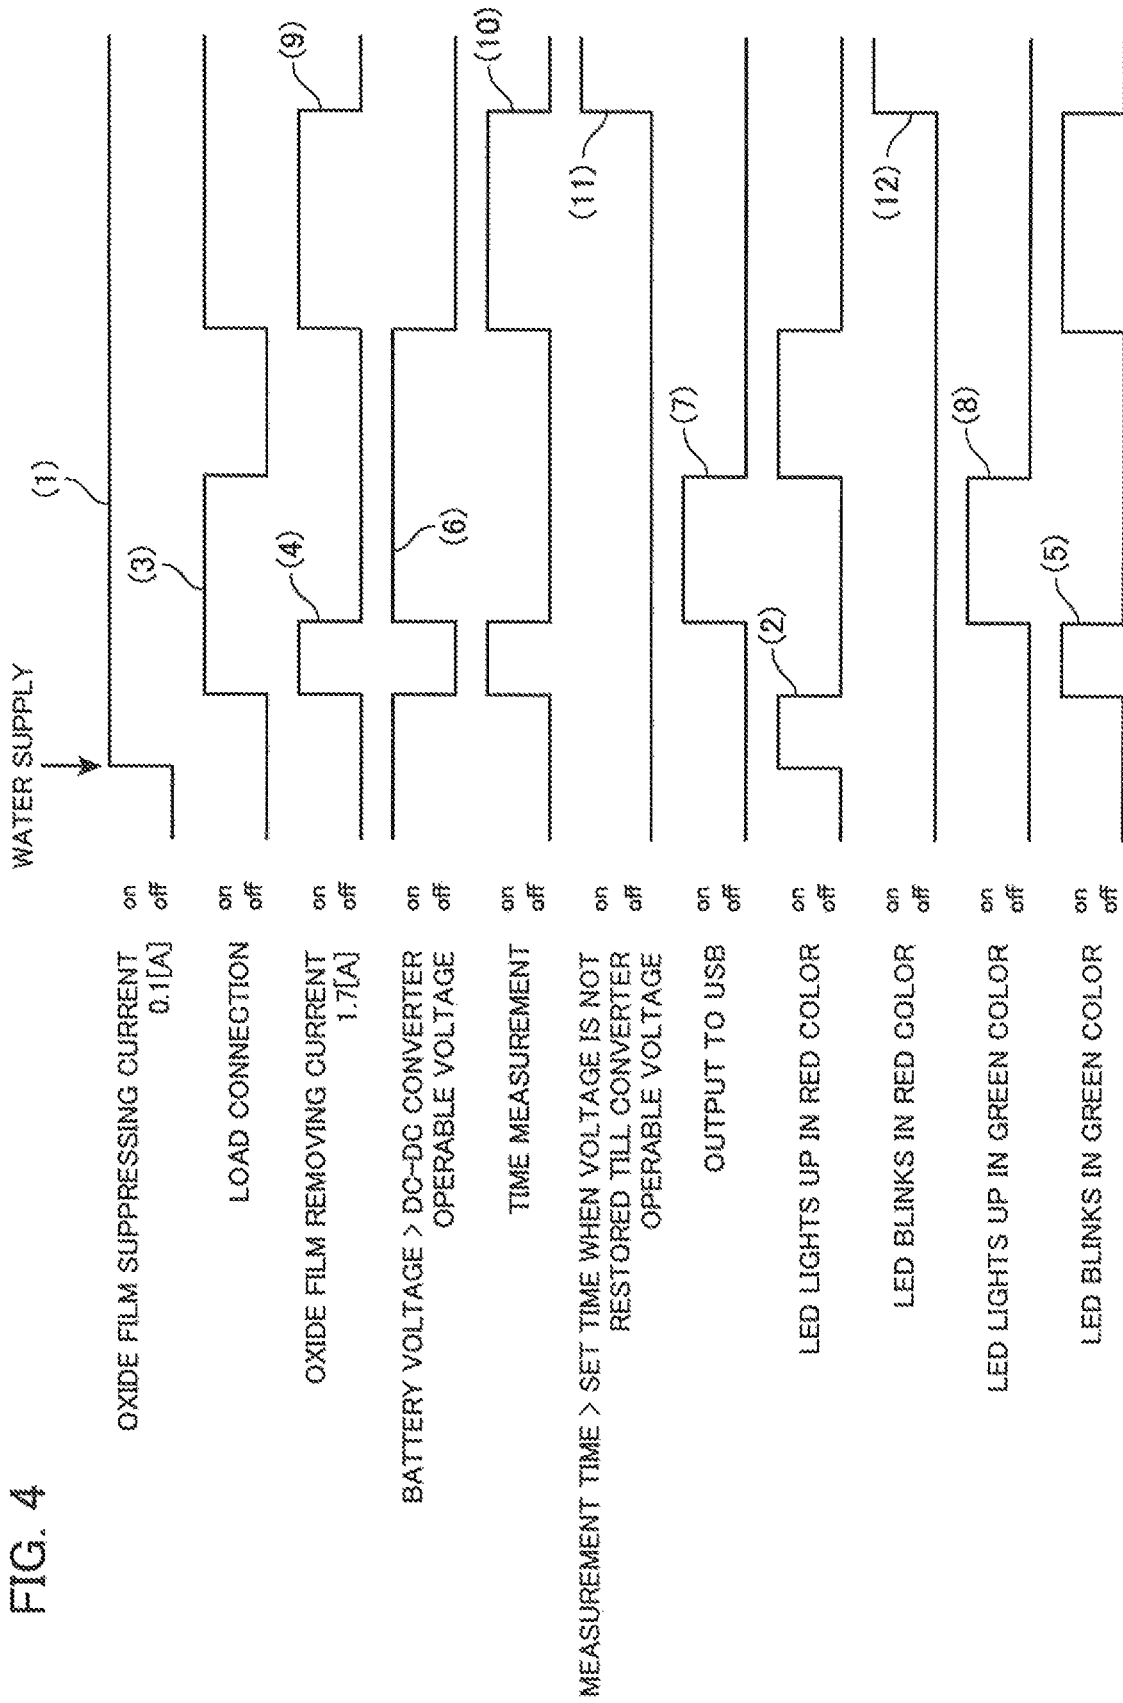 FIG. 4
WATER SUPPLY
OXIDE FILM SUPPRESSING CURRENT
0.1[A]
on
off
(1)
LOAD CONNECTION
on
off
(3)
OXIDE FILM REMOVING CURRENT
1.7[A]
on
off
(4)
(9)
BATTERY VOLTAGE > DC-DC CONVERTER
OPERABLE VOLTAGE
on
off
(6)
TIME MEASUREMENT
on
off
(10)
MEASUREMENT TIME > SET TIME WHEN VOLTAGE IS NOT
RESTORED TILL CONVERTER
OPERABLE VOLTAGE
on
off
(11)
OUTPUT TO USB
on
off
(7)
LED LIGHTS UP IN RED COLOR
on
off
(2)
LED BLINKS IN RED COLOR
on
off
(12)
LED LIGHTS UP IN GREEN COLOR
on
off
(8)
LED BLINKS IN GREEN COLOR
on
off
(5)